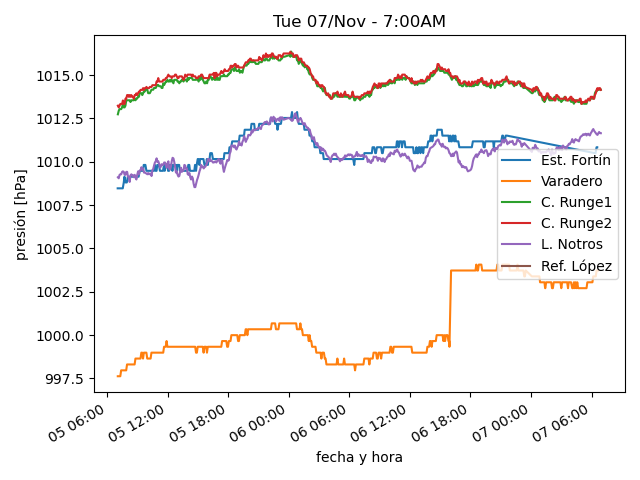 Tue 07/Nov - 7:00AM
1015.0
1012.5
1010.0
1007.5
1005.0
1002.5
1000.0
997.5
presión [hPa]
Est. Fortín
Varadero
C. Runge1
C. Runge2
L. Notros
Ref. López
05 06:00
05 12:00
05 18:00
06 00:00
06 06:00
06 12:00
06 18:00
07 00:00
07 06:00
fecha y hora